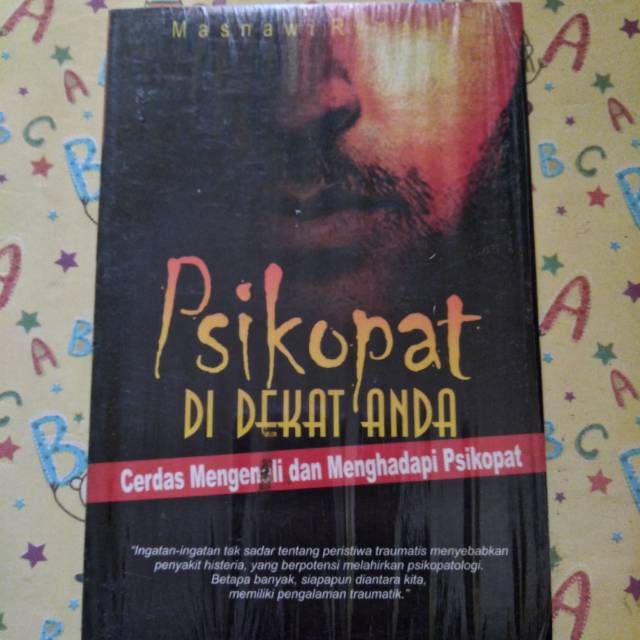 Masnawi
Psikopat
DI DEKAT ANDA
Cerdas Mengenali dan Menghadapi Psikopat
"Ingatan-ingatan tak sadar tentang peristiwa traumatis menyebabkan
penyakit histeria, yang berpotensi melahirkan psikopatologi.
Betapa banyak, siapapun diantara kita,
memiliki pengalaman traumatik."
A
B
C
A
B
A
B
A
B
C
A
A
A